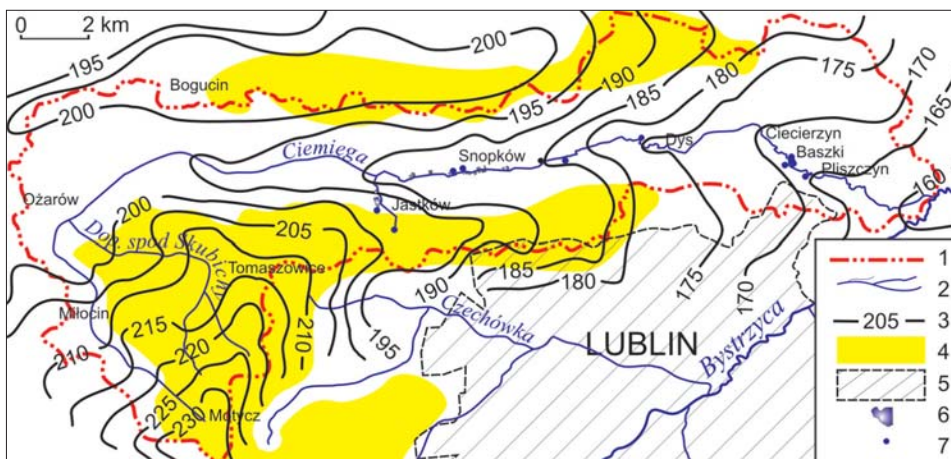 0 2 km
195
200
170
Bogucin
190
180
175
200
195
185
165
Ciemięga
Snopków
Dys
Ciecierzyn
Baszki
Pliszczyn
160
Ożarów
200
Jastków
205
Dop. spod Skubichy
Tomaszowice
185
180
190
175
170
Miłocin
215
210
Czechówka
210
220
195
LUBLIN
Bystrzyca
225
230
Motycz
1
2
205 3
4
5
6
7